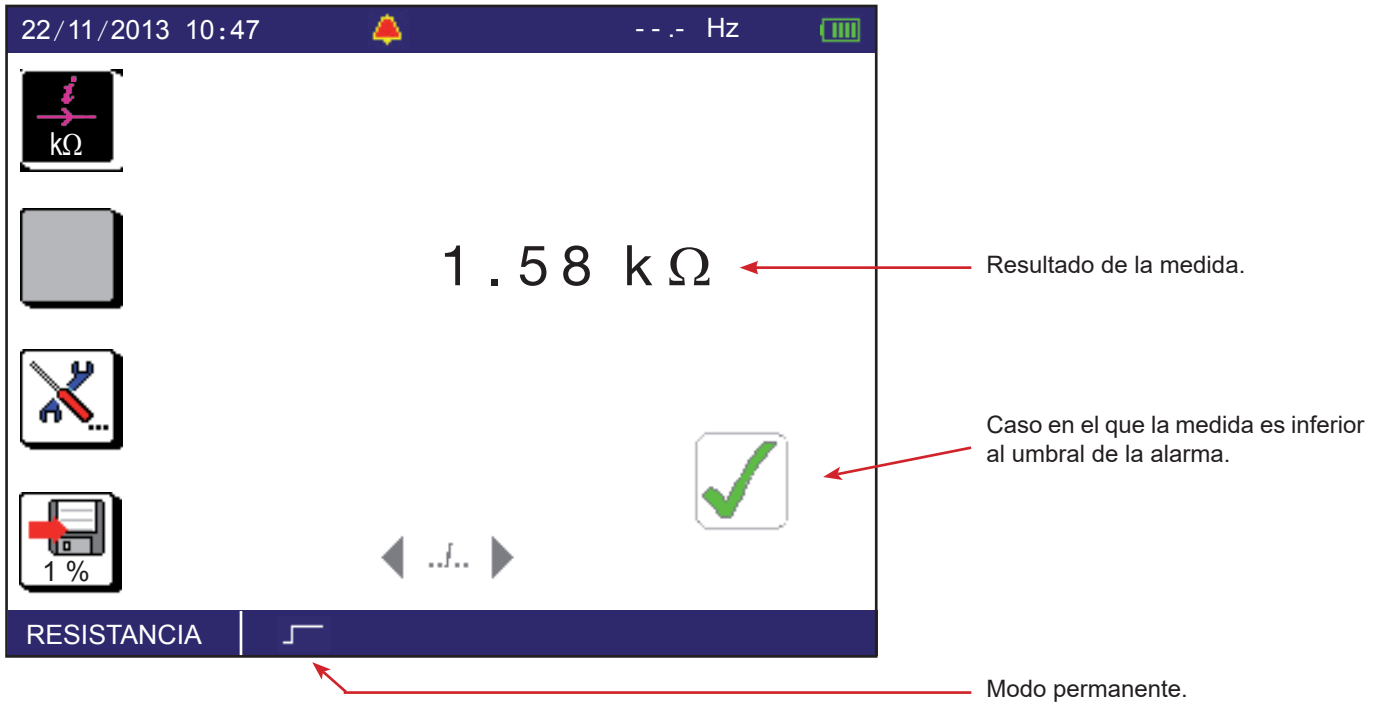 22/11/2013 10:47 - - .- Hz
i
kΩ
1.58 kΩ
Resultado de la medida.
...
Caso en el que la medida es inferior
al umbral de la alarma.
1 %
RESISTANCIA
Modo permanente.